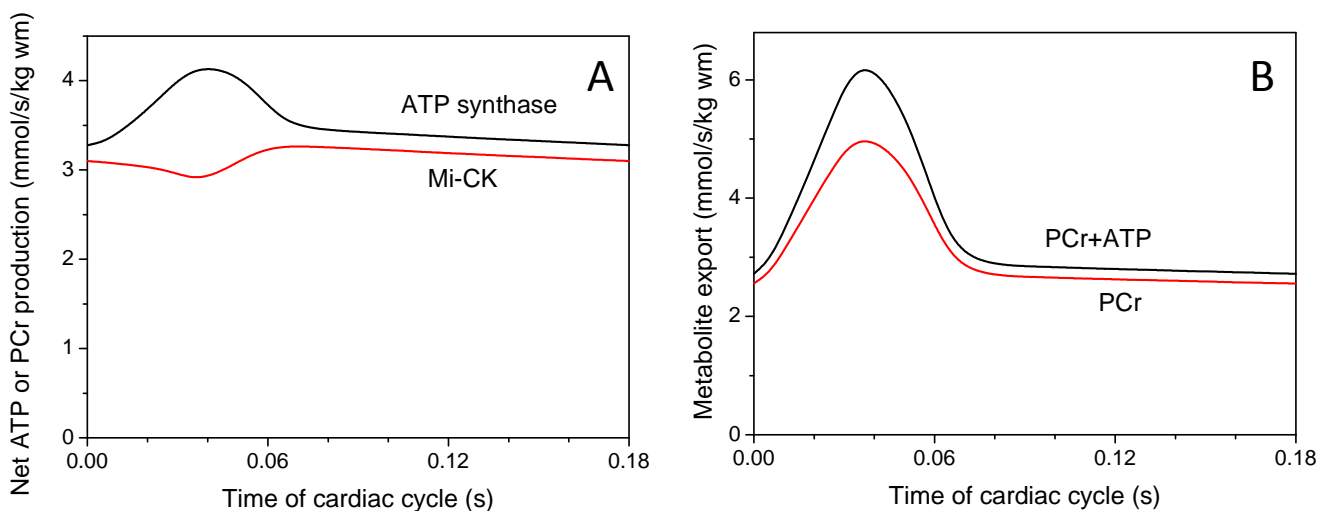 Net ATP or PCr production (mmol/s/kg wm)
4
3
2
1
0
A
ATP synthase
Mi-CK
0.00
0.06
0.12
0.18
Time of cardiac cycle (s)
Metabolite export (mmol/s/kg wm)
6
4
2
0
B
PCr+ATP
PCr
0.00
0.06
0.12
0.18
Time of cardiac cycle (s)